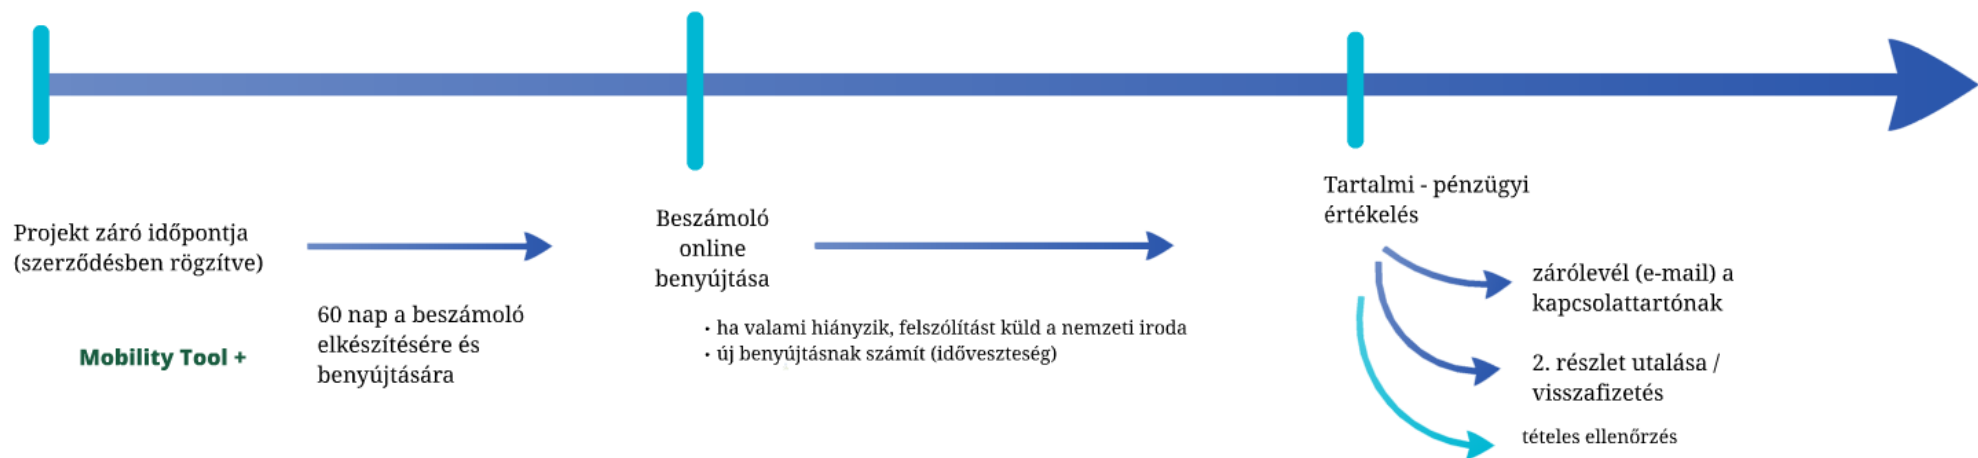 Projekt záró időpontja
(szerződésben rögzítve)
Mobility Tool +
60 nap a beszámoló
elkészítésére és
benyújtására
Beszámoló
online
benyújtása
• ha valami hiányzik, felszólítást küld a nemzeti iroda
• új benyújtásnak számít (időveszteség)
Tartalmi - pénzügyi
értékelés
zárólevél (e-mail) a
kapcsolattartónak
2. részlet utalása /
visszafizetés
tételes ellenőrzés